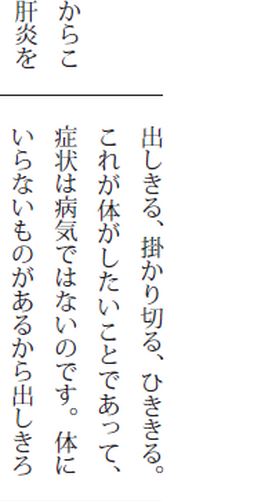 出しきる、掛かり切る、ひききる。
これが体がしたいことであって、
症状は病気ではないのです。体に
いらないものがあるから出しきろ
からこ
肝炎を